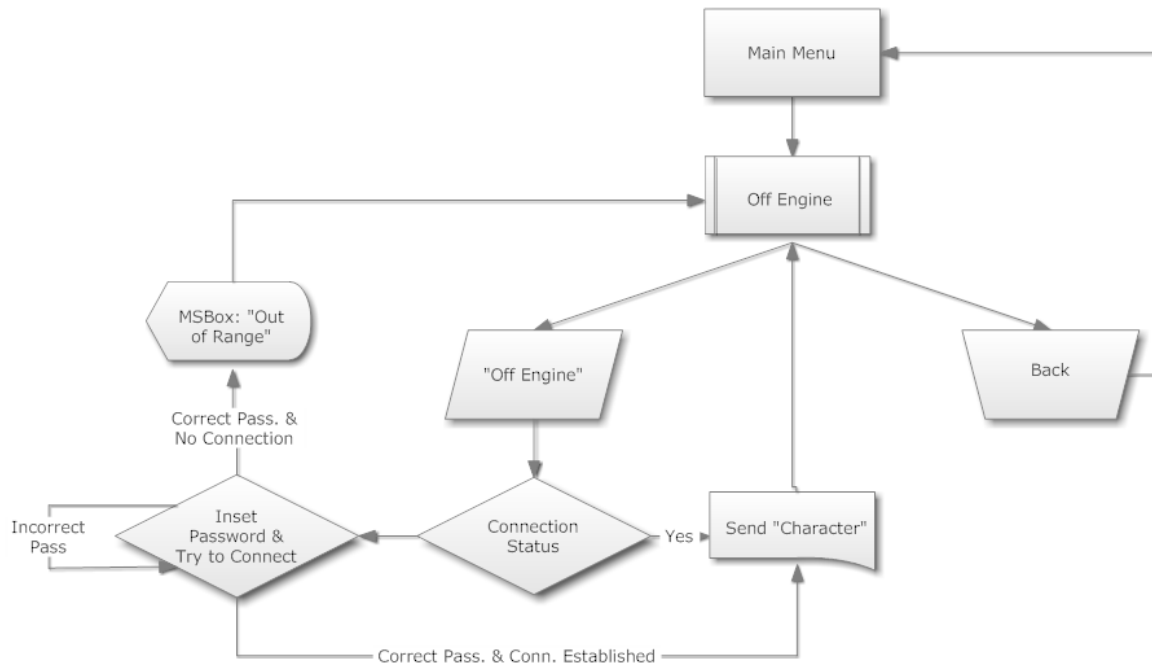 Main Menu
Off Engine
MSBox: "Out
of Range"
"Off Engine"
Back
Correct Pass. &
No Connection
Incorrect
Pass
Inset
Password &
Try to Connect
Connection
Status
Yes
Send "Character"
Correct Pass. & Conn. Established